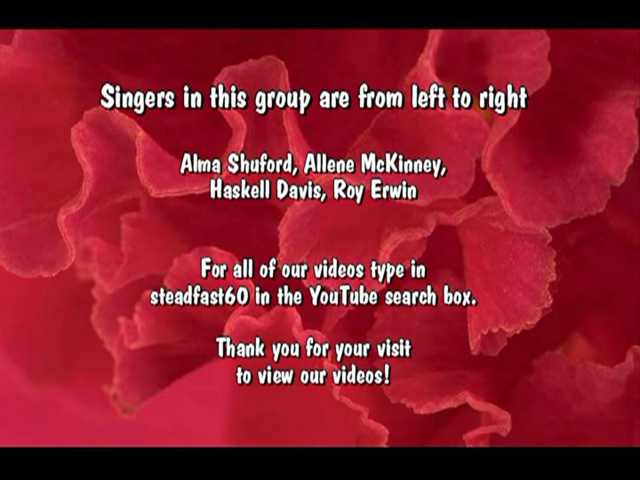 Singers in this group are from left to right
Alma Shuford, Allene McKinney,
Haskell Davis, Roy Erwin
For all of our videos type in
steadfast60 in the YouTube search box.
Thank you for your visit
to view our videos!